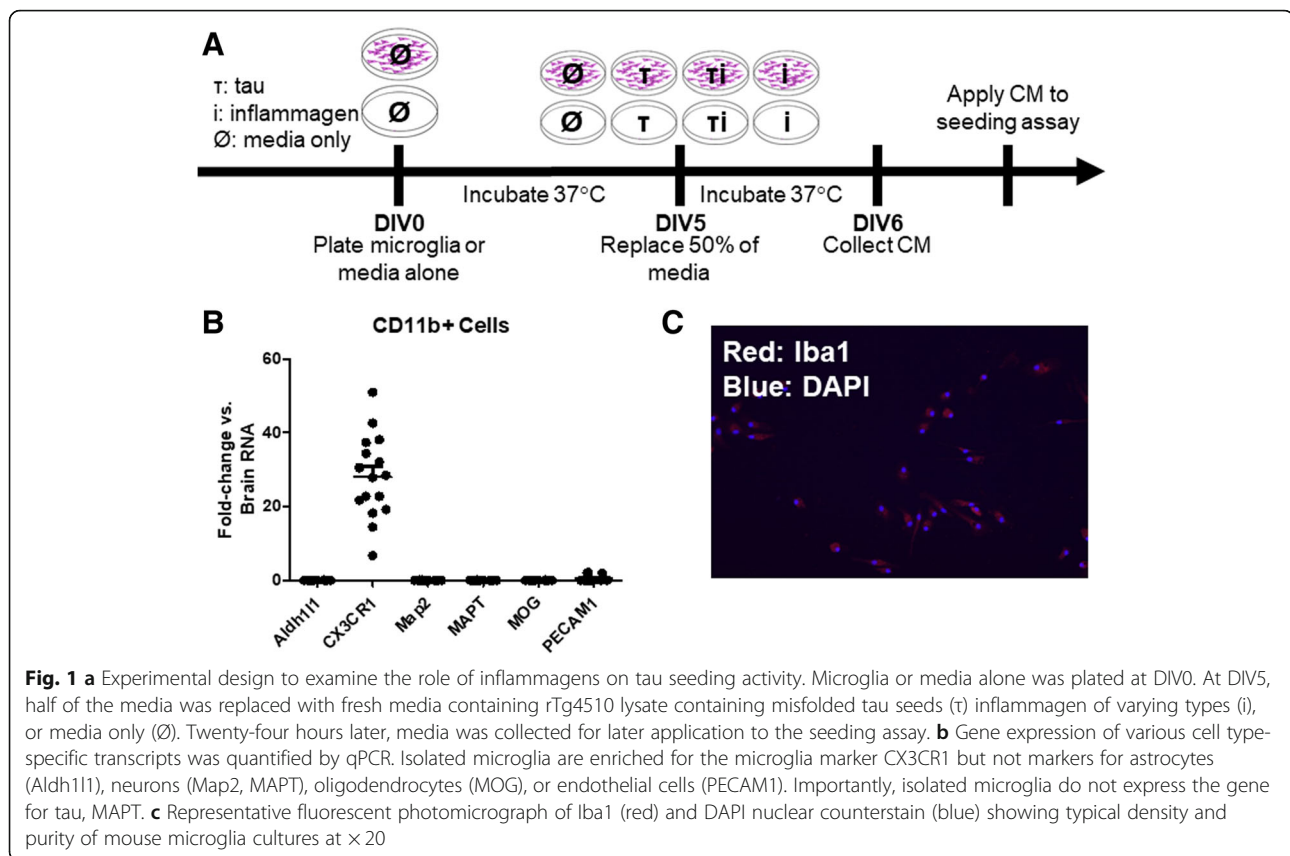 A
τ: tau
i: inflammagen
Ø: media only
Ø
Ø
Ø τ τi i
Ø τ τi i
Apply CM to
seeding assay
Incubate 37°C
Incubate 37°C
DIV0
Plate microglia or
media alone
DIV5
Replace 50% of
media
DIV6
Collect CM
B
CD11b+ Cells
Fold-change vs.
Brain RNA
60
40
20
0
Aldh1l1
CX3CR1
Map2
MAPT
MOG
PECAM1
C
Red: Iba1
Blue: DAPI
Fig. 1 a Experimental design to examine the role of inflammagens on tau seeding activity. Microglia or media alone was plated at DIV0. At DIV5,
half of the media was replaced with fresh media containing rTg4510 lysate containing misfolded tau seeds (τ) inflammagen of varying types (i),
or media only (Ø). Twenty-four hours later, media was collected for later application to the seeding assay. b Gene expression of various cell type-
specific transcripts was quantified by qPCR. Isolated microglia are enriched for the microglia marker CX3CR1 but not markers for astrocytes
(Aldh1l1), neurons (Map2, MAPT), oligodendrocytes (MOG), or endothelial cells (PECAM1). Importantly, isolated microglia do not express the gene
for tau, MAPT. c Representative fluorescent photomicrograph of Iba1 (red) and DAPI nuclear counterstain (blue) showing typical density and
purity of mouse microglia cultures at × 20